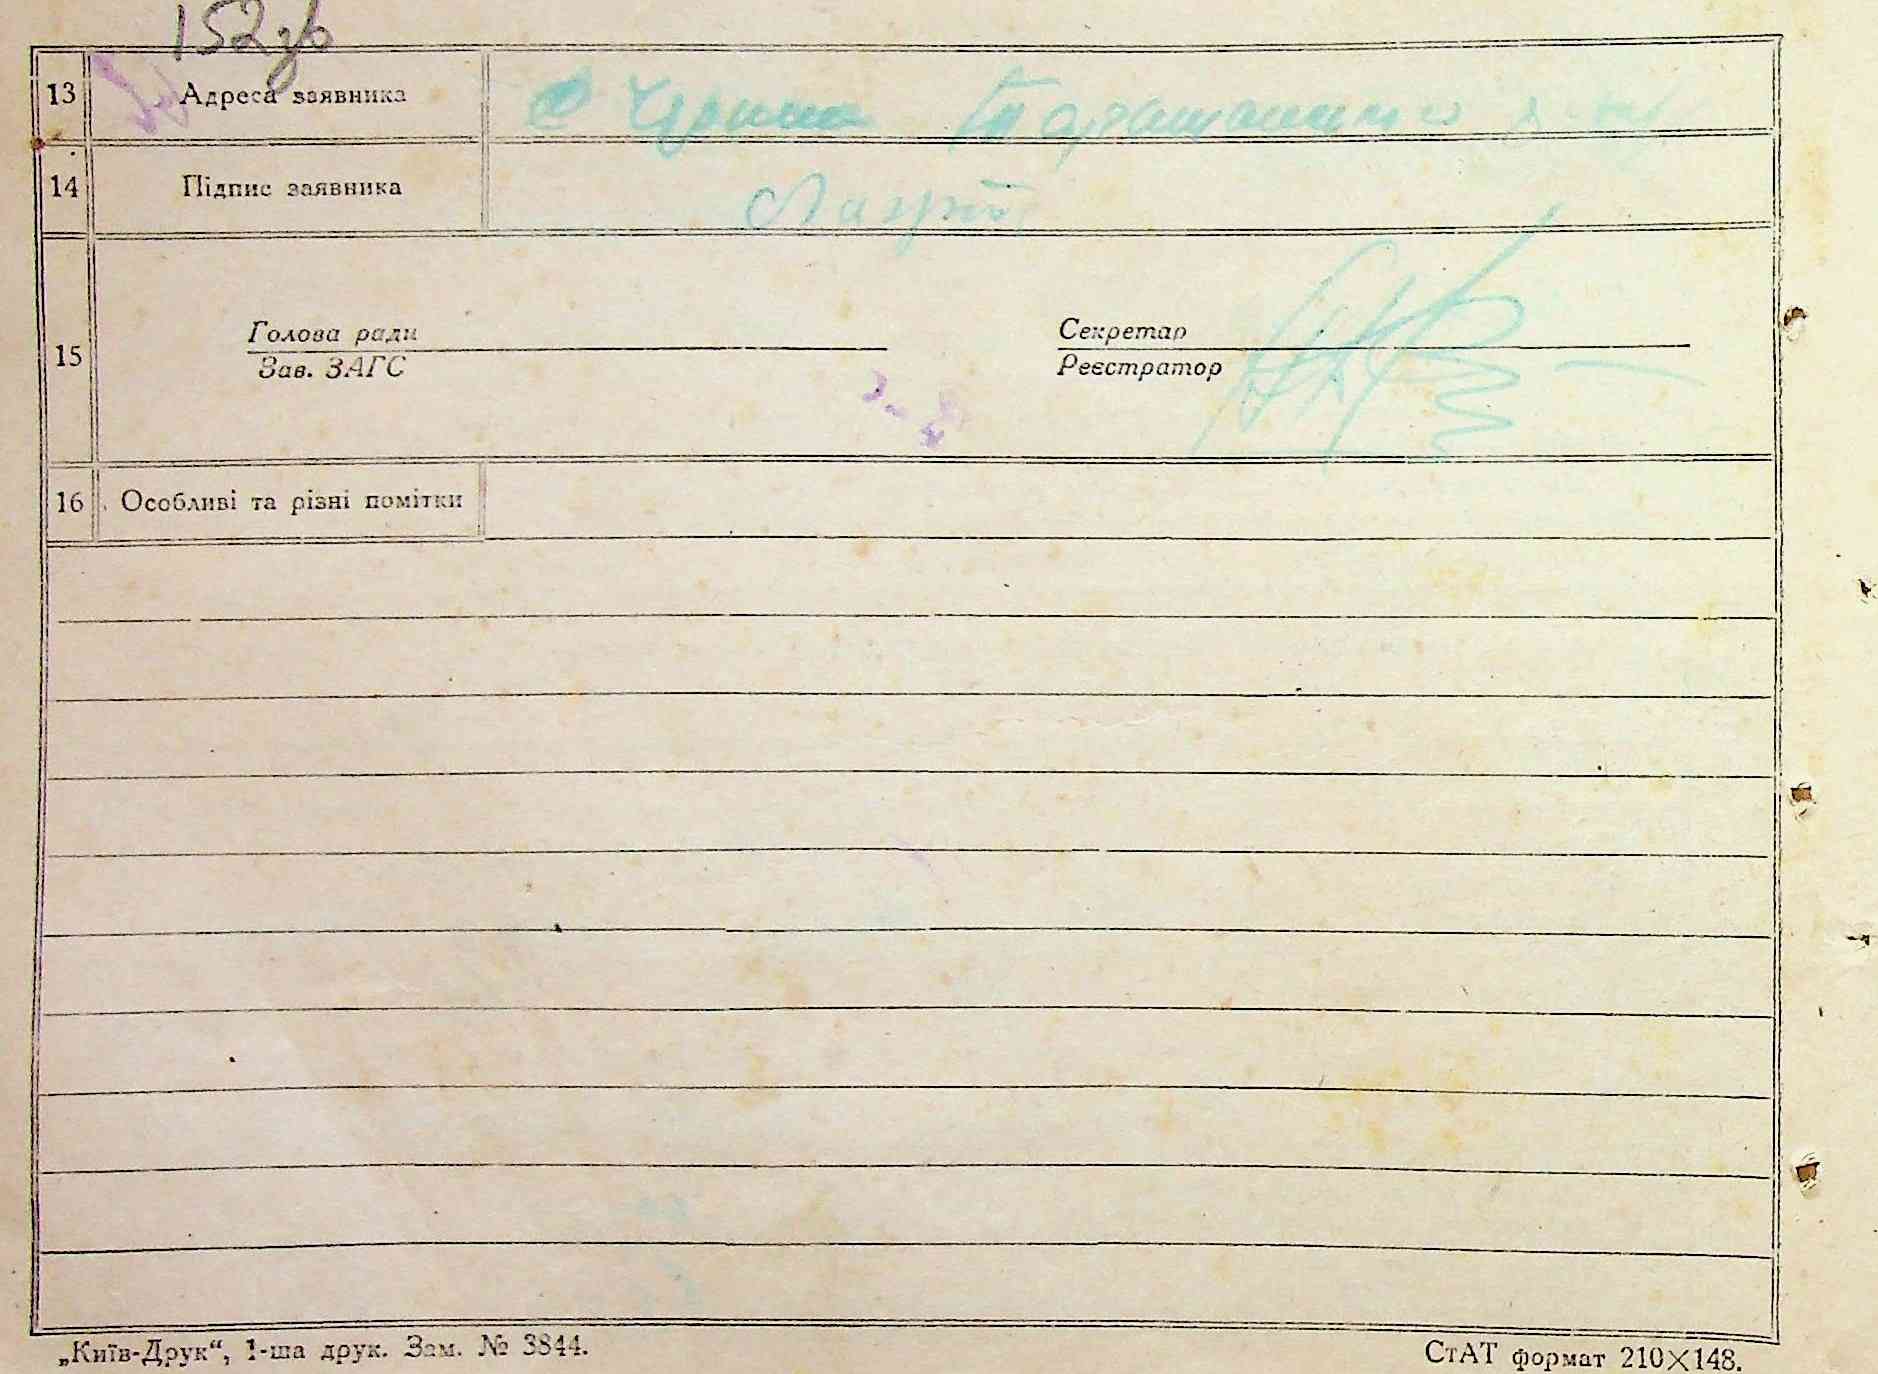 152зв
13 Адреса заявника с Таращанського
14 Підпис заявника
15 Голова ради Секретар
Зав. ЗАГС Реєстратор
16 Особливі та різні помітки
„Київ-Друк“, 1-ша друк. Зам. № 3844. СтАТ формат 210×148.